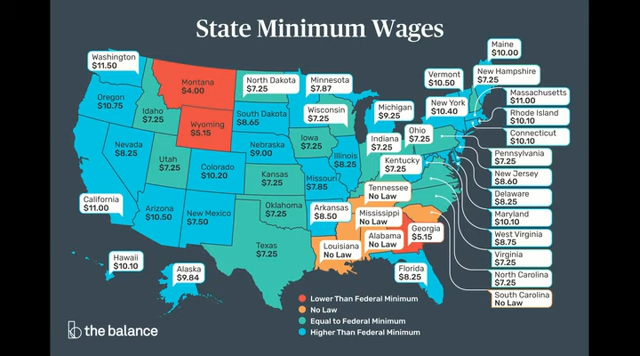 State Minimum Wages
Washington
$11.50
Oregon
$10.75
California
$11.00
Nevada
$8.25
Idaho
$7.25
Montana
$4.00
Wyoming
$5.15
Utah
$7.25
Colorado
$10.20
Arizona
$10.50
New Mexico
$7.50
North Dakota
$7.25
South Dakota
$8.65
Nebraska
$9.00
Kansas
$7.25
Oklahoma
$7.25
Texas
$7.25
Minnesota
$7.87
Iowa
$7.25
Missouri
$7.85
Arkansas
$8.50
Louisiana
No Law
Wisconsin
$7.25
Illinois
$8.25
Michigan
$9.25
Indiana
$7.25
Ohio
$7.25
Kentucky
$7.25
Tennessee
No Law
Mississippi
No Law
Alabama
No Law
Georgia
$5.15
Florida
$8.25
Vermont
$10.50
New York
$10.40
Maine
$10.00
New Hampshire
$7.25
Massachusetts
$11.00
Rhode Island
$10.10
Connecticut
$10.10
Pennsylvania
$7.25
New Jersey
$8.60
Delaware
$8.25
Maryland
$10.10
West Virginia
$8.75
Virginia
$7.25
North Carolina
$7.25
South Carolina
No Law
Hawaii
$10.10
Alaska
$9.84
Lower Than Federal Minimum
No Law
Equal to Federal Minimum
Higher Than Federal Minimum
the balance